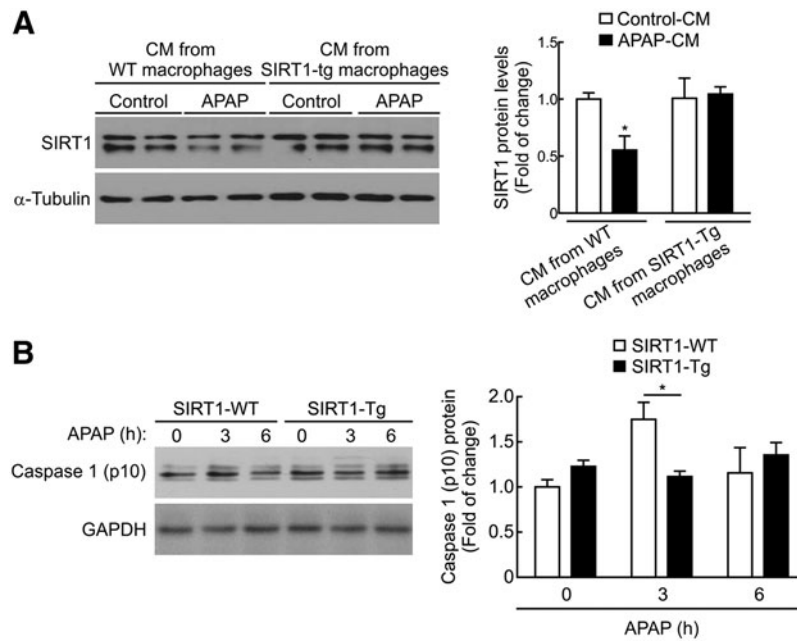 A
CM from
WT macrophages
CM from
SIRT1-tg macrophages
Control APAP Control APAP
SIRT1
α-Tubulin
Control-CM
APAP-CM
SIRT1 protein levels
(Fold of change)
1.5
1.0
0.5
0
*
CM from WT
macrophages
CM from SIRT1-Tg
macrophages
B
SIRT1-WT SIRT1-Tg
APAP (h): 0 3 6 0 3 6
Caspase 1 (p10)
GAPDH
SIRT1-WT
SIRT1-Tg
Caspase 1 (p10) protein
(Fold of change)
2.0
1.5
1.0
0.5
0
*
0 3 6
APAP (h)